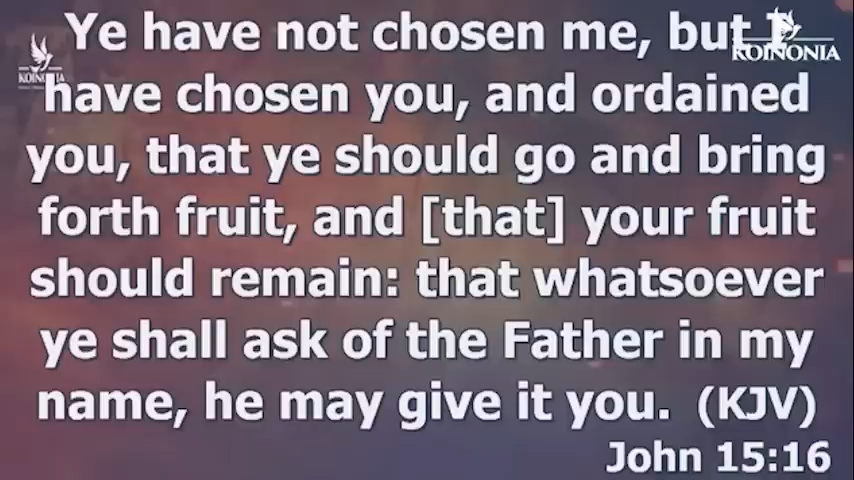 Ye have not chosen me, but I
KOINONIA
KOINONIA
have chosen you, and ordained
you, that ye should go and bring
forth fruit, and [that] your fruit
should remain: that whatsoever
ye shall ask of the Father in my
name, he may give it you. (KJV)
John 15:16